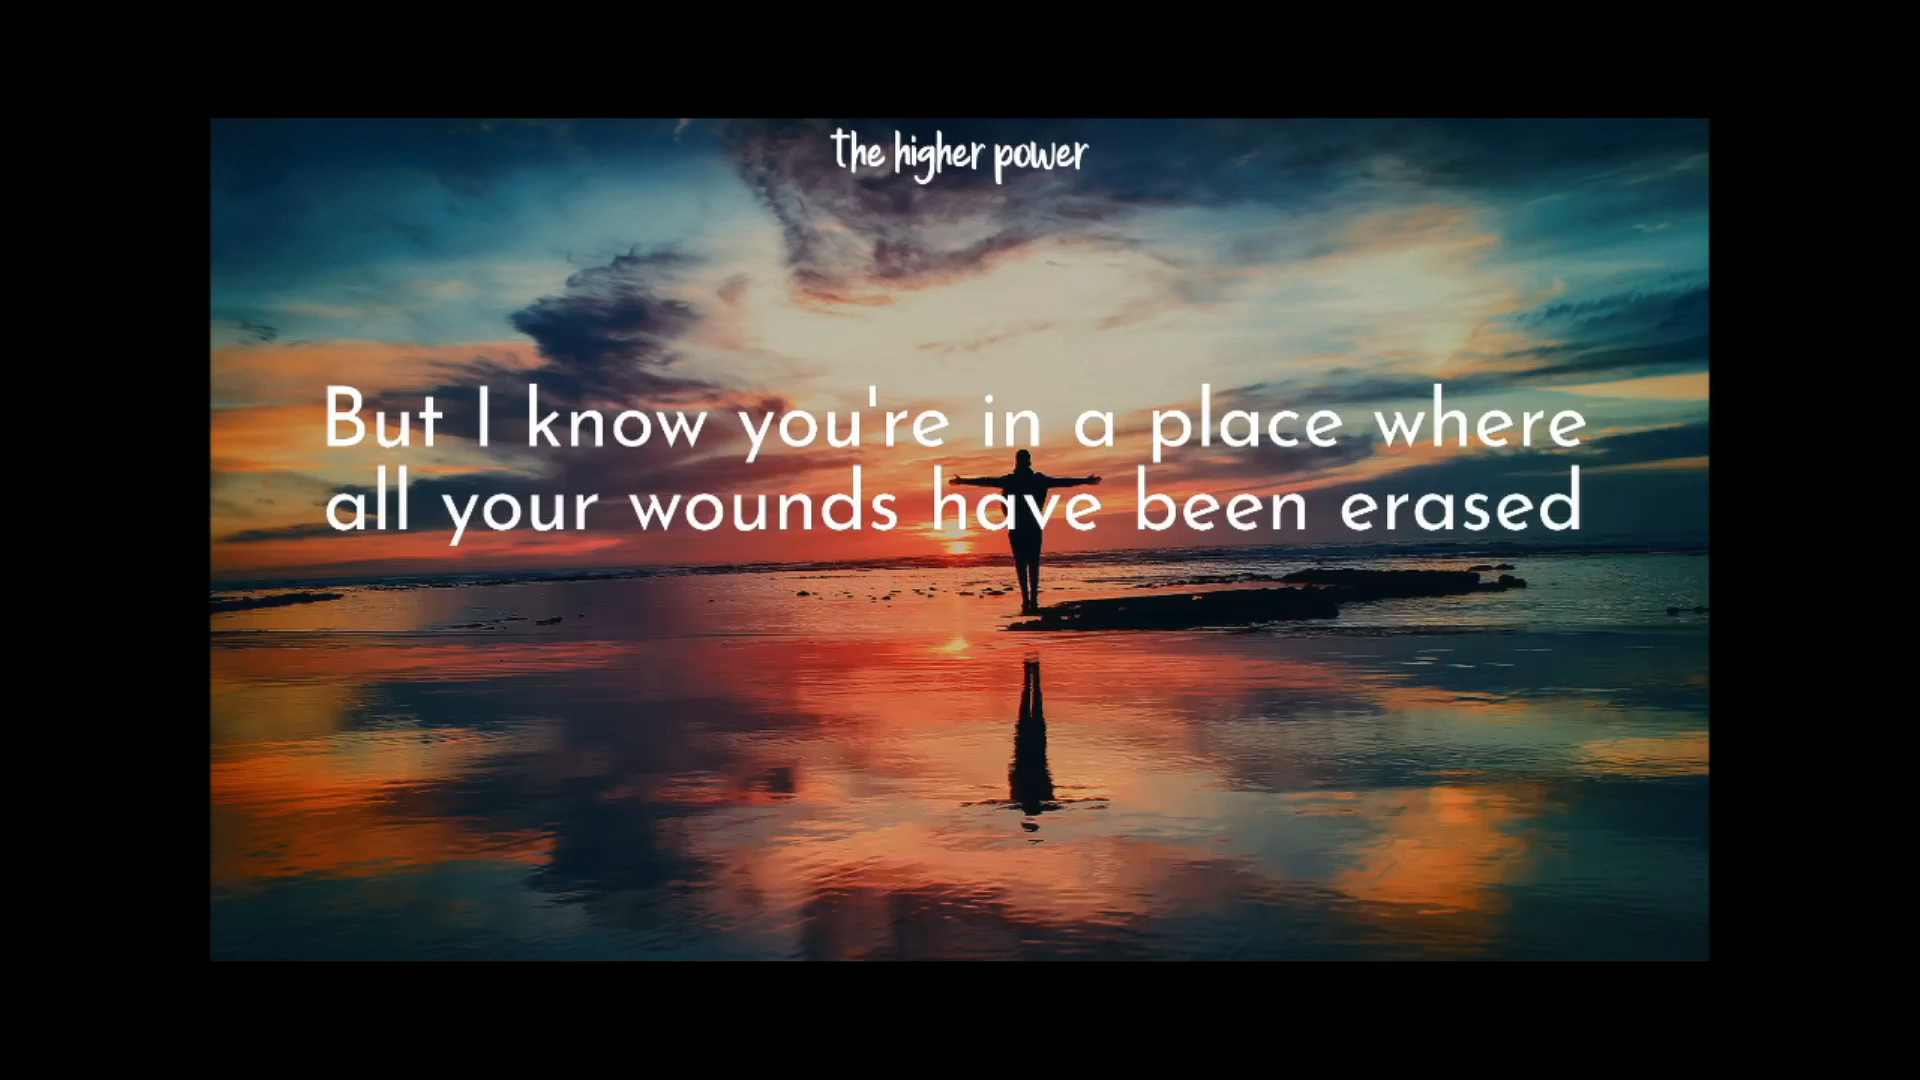 the higher power
But I know you're in a place where
all your wounds have been erased